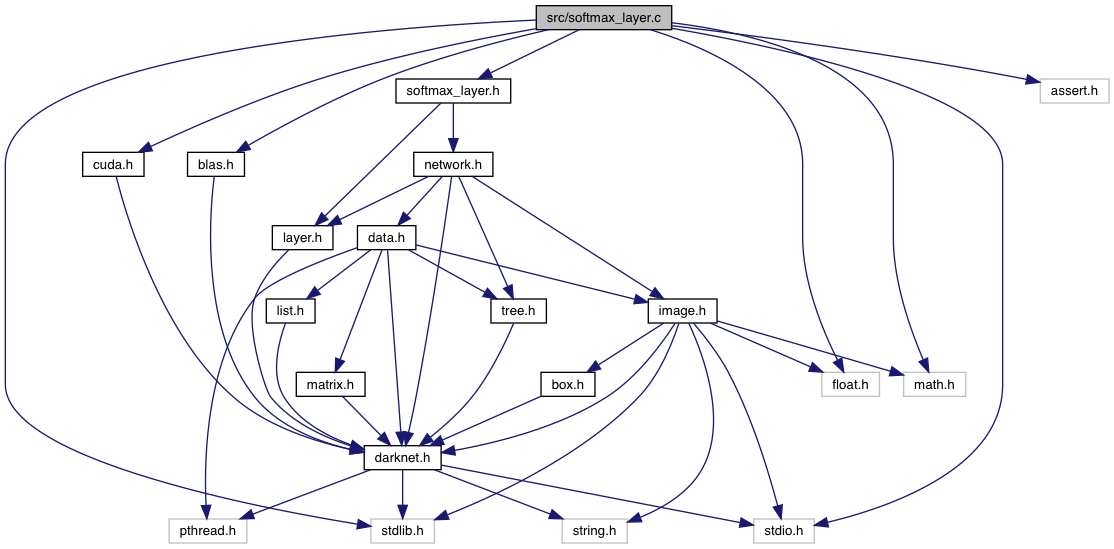 src/softmax_layer.c
softmax_layer.h
assert.h
cuda.h
blas.h
network.h
layer.h
data.h
list.h
tree.h
image.h
matrix.h
box.h
float.h
math.h
darknet.h
pthread.h
stdlib.h
string.h
stdio.h